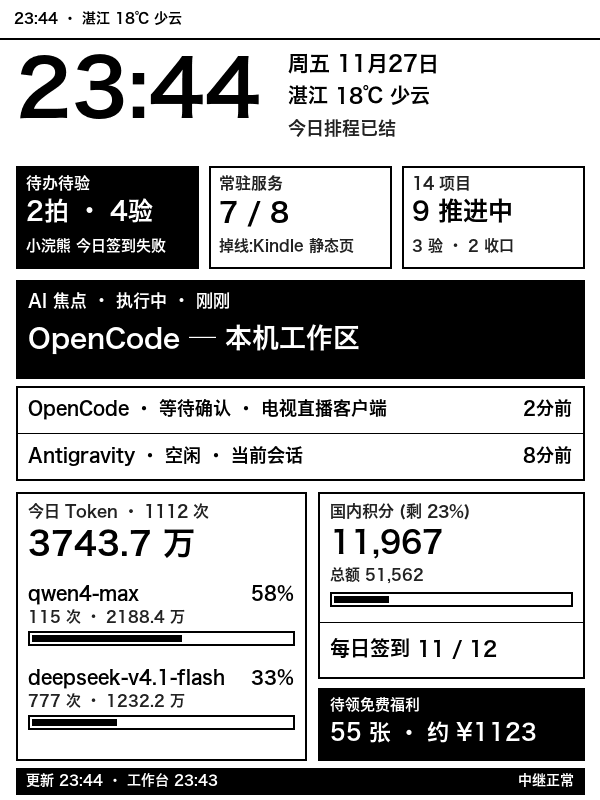 23:44 · 湛江 18℃ 少云
23:44
周五 11月27日
湛江 18℃ 少云
今日排程已结
待办待验
2拍 · 4验
小浣熊 今日签到失败
常驻服务
7 / 8
掉线:Kindle 静态页
14 项目
9 推进中
3 验 · 2 收口
AI 焦点 · 执行中 · 刚刚
OpenCode — 本机工作区
OpenCode · 等待确认 · 电视直播客户端 2分前
Antigravity · 空闲 · 当前会话 8分前
今日 Token · 1112 次
3743.7 万
qwen4-max 58%
115 次 · 2188.4 万
deepseek-v4.1-flash 33%
777 次 · 1232.2 万
国内积分 (剩 23%)
11,967
总额 51,562
每日签到 11 / 12
待领免费福利
55 张 · 约 ¥1123
更新 23:44 · 工作台 23:43 中继正常